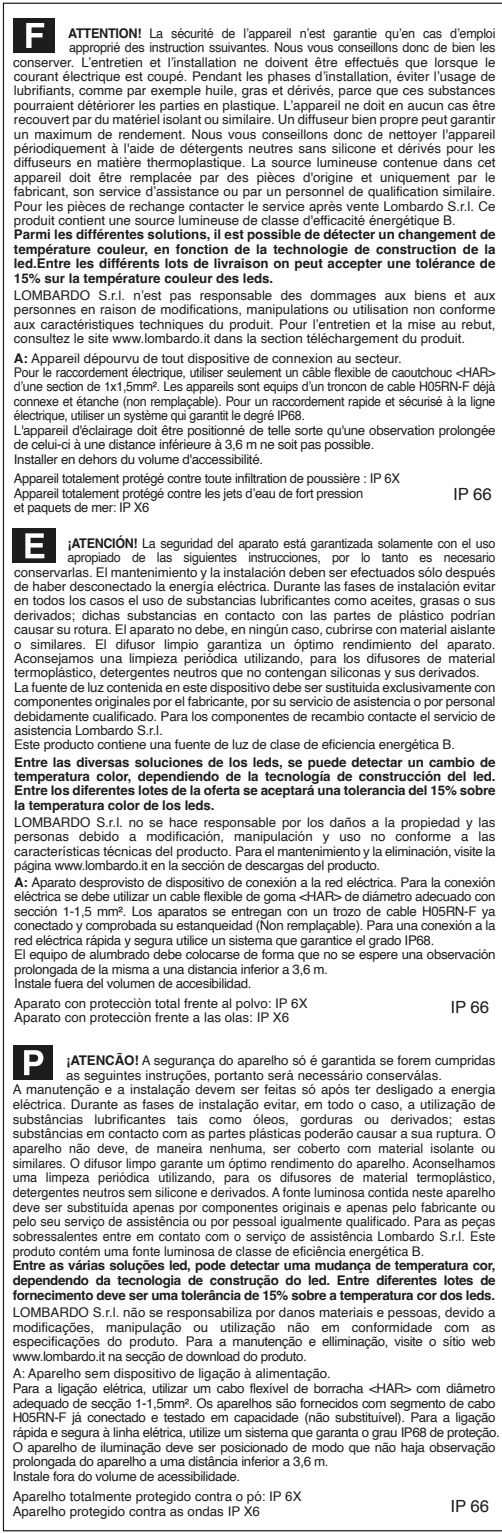 F ATTENTION! La sécurité de l'appareil n'est garantie qu'en cas d'emploi
approprié des instruction ssuivantes. Nous vous conseillons donc de bien les
conserver. L'entretien et l'installation ne doivent être effectués que lorsque le
courant électrique est coupé. Pendant les phases d'installation, éviter l'usage de
lubrifiants, comme par exemple huile, gras et dérivés, parce que ces substances
pourraient détériorer les parties en plastique. L'appareil ne doit en aucun cas être
recouvert par du matériel isolant ou similaire. Un diffuseur bien propre peut garantir
un maximum de rendement. Nous vous conseillons donc de nettoyer l'appareil
périodiquement à l'aide de détergents neutres sans silicone et dérivés pour les
diffuseurs en matière thermoplastique. La source lumineuse contenue dans cet
appareil doit être remplacée par des pièces d'origine et uniquement par le
fabricant, son service d'assistance ou par un personnel de qualification similaire.
Pour les pièces de rechange contacter le service après vente Lombardo S.r.l. Ce
produit contient une source lumineuse de classe d'efficacité énergétique B.
Parmi les différentes solutions, il est possible de détecter un changement de
température couleur, en fonction de la technologie de construction de la
led.Entre les différents lots de livraison on peut accepter une tolérance de
15% sur la température couleur des leds.
LOMBARDO S.r.l. n'est pas responsable des dommages aux biens et aux
personnes en raison de modifications, manipulations ou utilisation non conforme
aux caractéristiques techniques du produit. Pour l'entretien et la mise au rebut,
consultez le site www.lombardo.it dans la section téléchargement du produit.
A: Appareil dépourvu de tout dispositive de connexion au secteur.
Pour le raccordement électrique, utiliser seulement un câble flexible de caoutchouc <HAR>
d'une section de 1x1,5mm². Les appareils sont equips d'un troncon de cable H05RN-F déjà
connexe et étanche (non remplaçable). Pour un raccordement rapide et sécurisé à la ligne
électrique, utiliser un système qui garantit le degré IP68.
L'appareil d'éclairage doit être positionné de telle sorte qu'une observation prolongée
de celui-ci à une distance inférieure à 3,6 m ne soit pas possible.
Installer en dehors du volume d'accessibilité.
Appareil totalement protégé contre toute infiltration de poussière : IP 6X
Appareil totalement protégé contre les jets d'eau de fort pression
et paquets de mer: IP X6
IP 66
E ¡ATENCIÓN! La seguridad del aparato está garantizada solamente con el uso
apropiado de las siguientes instrucciones, por lo tanto es necesario
conservarlas. El mantenimiento y la instalación deben ser efectuados sólo después
de haber desconectado la energía eléctrica. Durante las fases de instalación evitar
en todos los casos el uso de substancias lubrificantes como aceites, grasas o sus
derivados; dichas substancias en contacto con las partes de plástico podrían
causar su rotura. El aparato no debe, en ningún caso, cubrirse con material aislante
o similares. El difusor limpio garantiza un óptimo rendimiento del aparato.
Aconsejamos una limpieza periódica utilizando, para los difusores de material
termoplástico, detergentes neutros que no contengan siliconas y sus derivados.
La fuente de luz contenida en este dispositivo debe ser sustituida exclusivamente con
componentes originales por el fabricante, por su servicio de asistencia o por personal
debidamente cualificado. Para los componentes de recambio contacte el servicio de
asistencia Lombardo S.r.l.
Este producto contiene una fuente de luz de clase de eficiencia energética B.
Entre las diversas soluciones de los leds, se puede detectar un cambio de
temperatura color, dependiendo de la tecnología de construcción del led.
Entre los diferentes lotes de la oferta se aceptará una tolerancia del 15% sobre
la temperatura color de los leds.
LOMBARDO S.r.l. no se hace responsable por los daños a la propiedad y las
personas debido a modificación, manipulación y uso no conforme a las
características técnicas del producto. Para el mantenimiento y la eliminación, visite la
página www.lombardo.it en la sección de descargas del producto.
A: Aparato desprovisto de dispositivo de conexión a la red eléctrica. Para la conexión
eléctrica se debe utilizar un cable flexible de goma <HAR> de diámetro adecuado con
sección 1-1,5 mm². Los aparatos se entregan con un trozo de cable H05RN-F ya
conectado y comprobada su estanqueidad (Non remplaçable). Para una conexión a la
red eléctrica rápida y segura utilice un sistema que garantice el grado IP68.
El equipo de alumbrado debe colocarse de forma que no se espere una observación
prolongada de la misma a una distancia inferior a 3,6 m.
Instale fuera del volumen de accesibilidad.
Aparato con protecciòn total frente al polvo: IP 6X
Aparato con protecciòn frente a las olas: IP X6
IP 66
P ¡ATENCÃO! A segurança do aparelho só é garantida se forem cumpridas
as seguintes instruções, portanto será necessário conserválas.
A manutenção e a instalação devem ser feitas só após ter desligado a energia
eléctrica. Durante as fases de instalação evitar, em todo o caso, a utilização de
substâncias lubrificantes tais como óleos, gorduras ou derivados; estas
substâncias em contacto com as partes plásticas poderão causar a sua ruptura. O
aparelho não deve, de maneira nenhuma, ser coberto com material isolante ou
similares. O difusor limpo garante um óptimo rendimento do aparelho. Aconselhamos
uma limpeza periódica utilizando, para os difusores de material termoplástico,
detergentes neutros sem silicone e derivados. A fonte luminosa contida neste aparelho
deve ser substituída apenas por componentes originais e apenas pelo fabricante ou
pelo seu serviço de assistência ou por pessoal igualmente qualificado. Para as peças
sobressalentes entre em contato com o serviço de assistência Lombardo S.r.l. Este
produto contém uma fonte luminosa de classe de eficiência energética B.
Entre as várias soluções led, pode detectar uma mudança de temperatura cor,
dependendo da tecnologia de construção do led. Entre diferentes lotes de
fornecimento deve ser uma tolerância de 15% sobre a temperatura cor dos leds.
LOMBARDO S.r.l. não se responsabiliza por danos materiais e pessoas, devido a
modificações, manipulação ou utilização não em conformidade com as
especificações do produto. Para a manutenção e elliminação, visite o sítio web
www.lombardo.it na secção de download do produto.
A: Aparelho sem dispositivo de ligação à alimentação.
Para a ligação elétrica, utilizar um cabo flexível de borracha <HAR> com diâmetro
adequado de secção 1-1,5mm². Os aparelhos são fornecidos com segmento de cabo
H05RN-F já conectado e testado em capacidade (não substituível). Para a ligação
rápida e segura à linha elétrica, utilize um sistema que garanta o grau IP68 de proteção.
O aparelho de iluminação deve ser posicionado de modo que não haja observação
prolongada do aparelho a uma distância inferior a 3,6 m.
Instale fora do volume de acessibilidade.
Aparelho totalmente protegido contra o pó: IP 6X
Aparelho protegido contra as ondas IP X6
IP 66